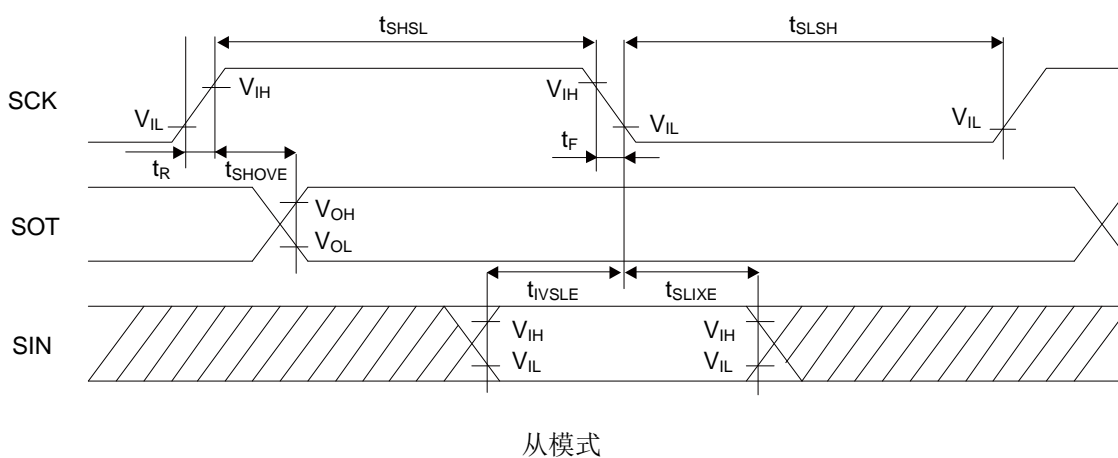 tSHSL
tSLSH
SCK
VIH
VIH
VIL
VIL
VIL
tR
tSHOVE
tF
SOT
VOH
VOL
tIVSLE
tSLIXE
SIN
VIH
VIH
VIL
VIL
从模式